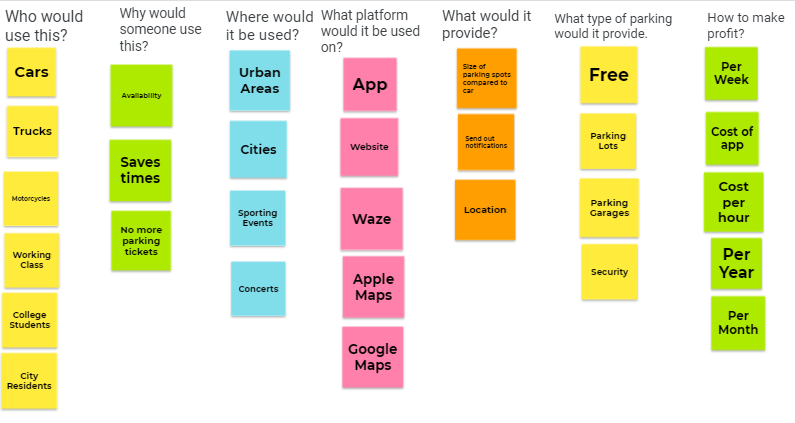 Who would
use this?
Cars
Trucks
Motorcycles
Working
Class
College
Students
City
Residents
Why would
someone use
this?
Availability
Saves
times
No more
parking
tickets
Where would
it be used?
Urban
Areas
Cities
Sporting
Events
Concerts
What platform
would it be used
on?
App
Website
Waze
Apple
Maps
Google
Maps
What would it
provide?
Size of
parking spots
compared to
car
Send out
notifications
Location
What type of parking
would it provide.
Free
Parking
Lots
Parking
Garages
Security
How to make
profit?
Per
Week
Cost of
app
Cost
per
hour
Per
Year
Per
Month